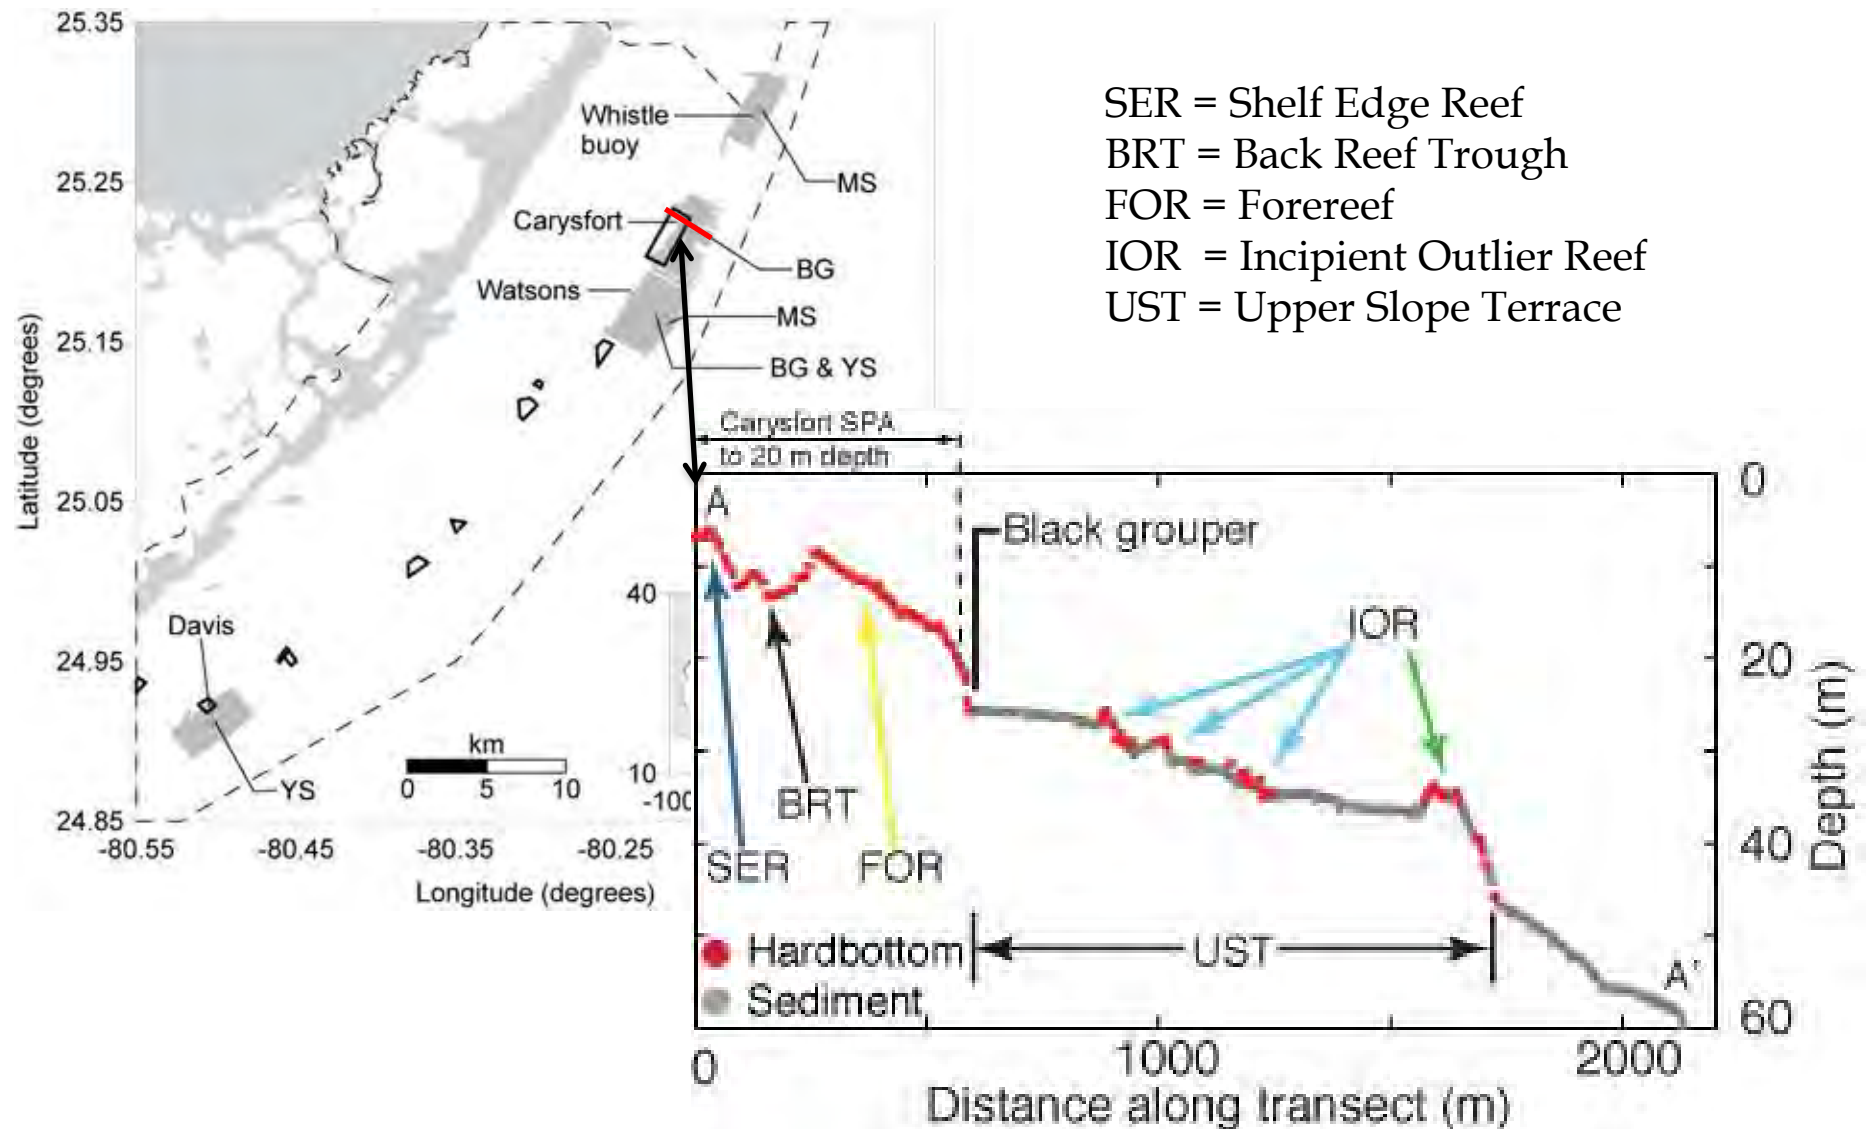 25.35
25.25
25.15
25.05
24.95
24.85
Latitude (degrees)
-80.55
-80.45
-80.35
-80.25
Longitude (degrees)
Whistle
buoy
MS
Carysfort
BG
Watsons
MS
BG & YS
Davis
YS
km
0 5 10
40
10
-100
SER = Shelf Edge Reef
BRT = Back Reef Trough
FOR = Forereef
IOR = Incipient Outlier Reef
UST = Upper Slope Terrace
Carysfort SPA
to 20 m depth
A
Black grouper
IOR
BRT
SER
FOR
UST
Hardbottom
Sediment
A'
0
20
40
60
Depth (m)
0
1000
2000
Distance along transect (m)